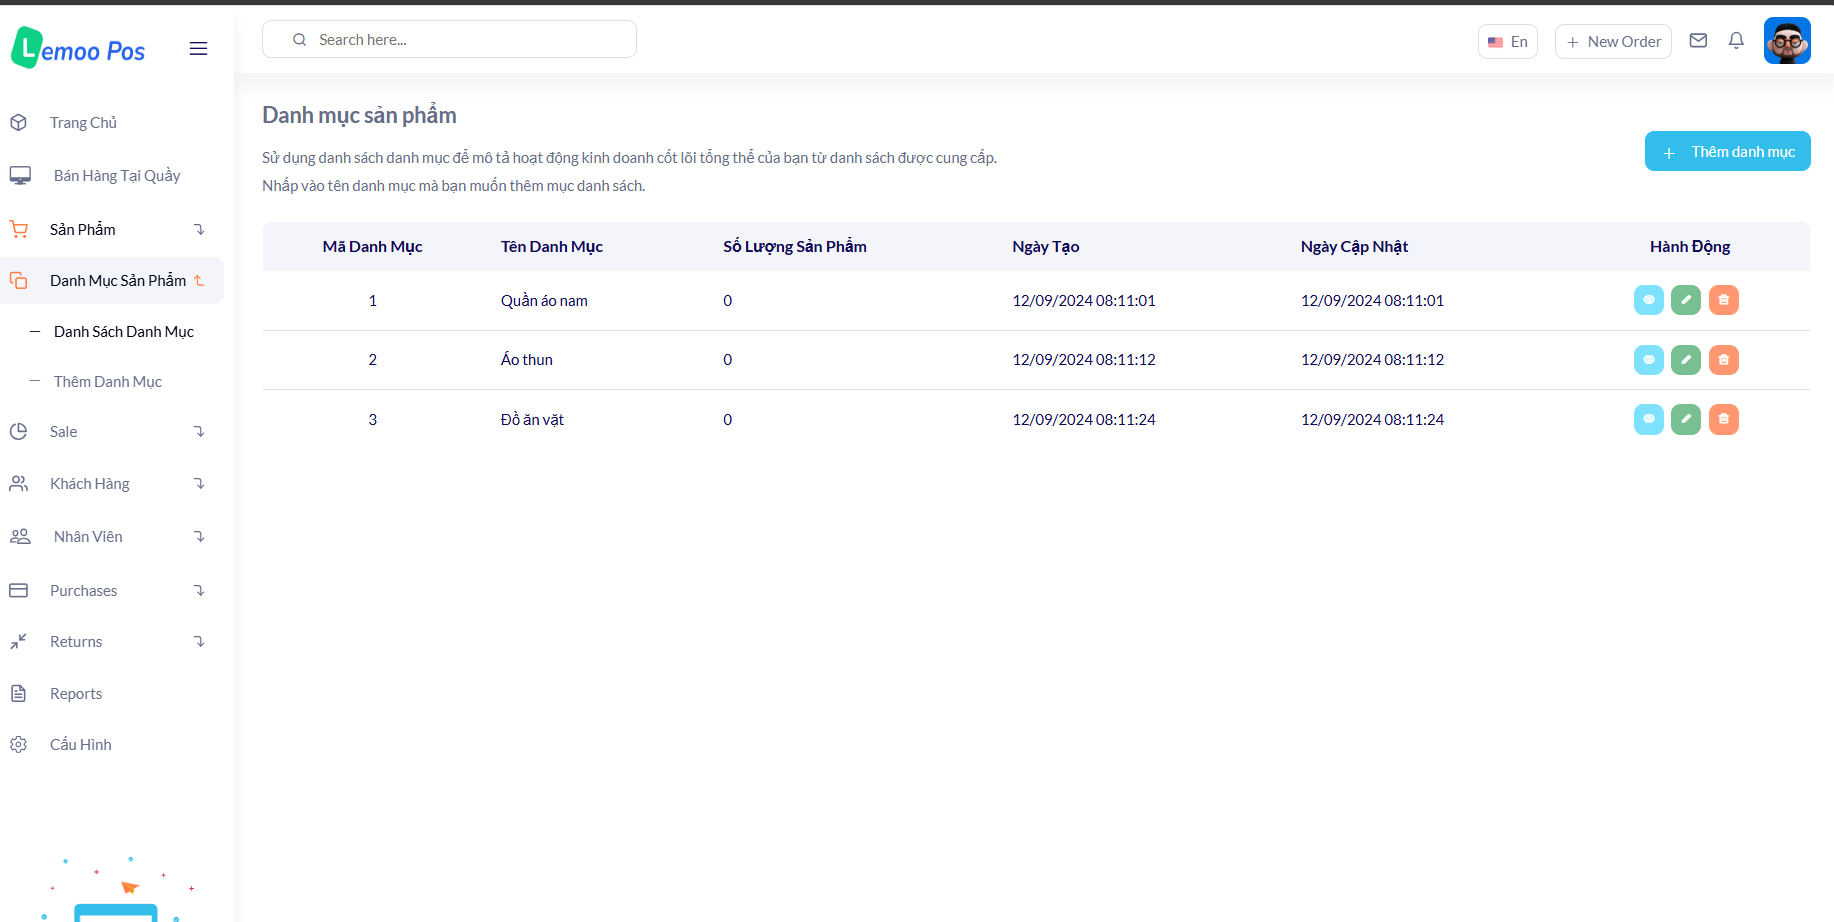 Lemoo Pos
Search here...
En
New Order
Trang Chủ
Bán Hàng Tại Quầy
Sản Phẩm
Danh Mục Sản Phẩm
Danh Sách Danh Mục
Thêm Danh Mục
Sale
Khách Hàng
Nhân Viên
Purchases
Returns
Reports
Cấu Hình
Danh mục sản phẩm
Sử dụng danh sách danh mục để mô tả hoạt động kinh doanh cốt lõi tổng thể của bạn từ danh sách được cung cấp.
Nhấp vào tên danh mục mà bạn muốn thêm mục danh sách.
Thêm danh mục
Mã Danh Mục Tên Danh Mục Số Lượng Sản Phẩm Ngày Tạo Ngày Cập Nhật Hành Động
1 Quần áo nam 0 12/09/2024 08:11:01 12/09/2024 08:11:01
2 Áo thun 0 12/09/2024 08:11:12 12/09/2024 08:11:12
3 Đồ ăn vặt 0 12/09/2024 08:11:24 12/09/2024 08:11:24